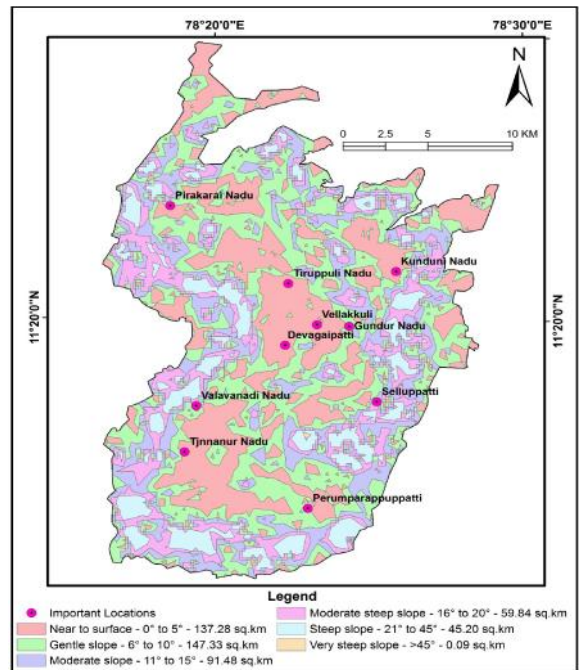 78°20'0"E 78°30'0"E
N
0 2.5 5 10 KM
Pirakarai Nadu
Kunduni Nadu
Tiruppuli Nadu
11°20'0"N 11°20'0"N
Vellakkuli
Gundur Nadu
Devagaipatti
Valavanadi Nadu
Selluppatti
Tjnnanur Nadu
Perumparappuppatti
Legend
Important Locations
Near to surface - 0° to 5° - 137.28 sq.km
Gentle slope - 6° to 10° - 147.33 sq.km
Moderate slope - 11° to 15° - 91.48 sq.km
Moderate steep slope - 16° to 20° - 59.84 sq.km
Steep slope - 21° to 45° - 45.20 sq.km
Very steep slope - >45° - 0.09 sq.km